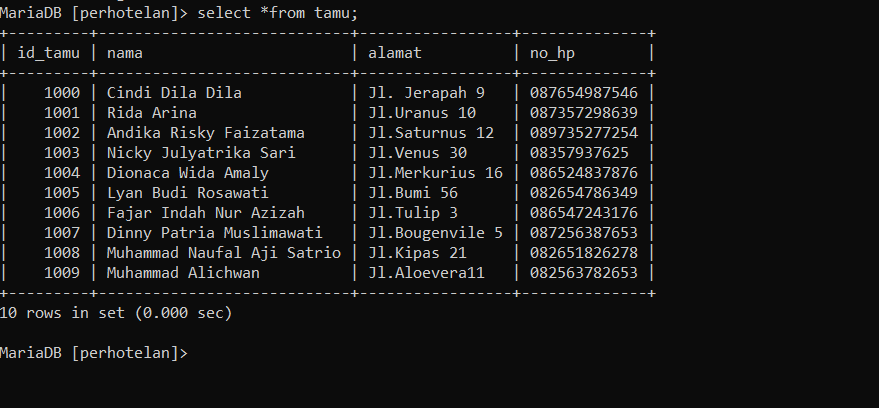 MariaDB [perhotelan]> select *from tamu;
+---------+---------------------------+----------------+--------------+
| id_tamu | nama                      | alamat         | no_hp        |
+---------+---------------------------+----------------+--------------+
|    1000 | Cindi Dila Dila           | Jl. Jerapah 9  | 087654987546 |
|    1001 | Rida Arina                | Jl.Uranus 10   | 087357298639 |
|    1002 | Andika Risky Faizatama    | Jl.Saturnus 12 | 089735277254 |
|    1003 | Nicky Julyatrika Sari     | Jl.Venus 30    | 08357937625  |
|    1004 | Dionaca Wida Amaly        | Jl.Merkurius 16 | 086524837876 |
|    1005 | Lyan Budi Rosawati        | Jl.Bumi 56     | 082654786349 |
|    1006 | Fajar Indah Nur Azizah    | Jl.Tulip 3     | 086547243176 |
|    1007 | Dinny Patria Muslimawati  | Jl.Bougenvile 5 | 087256387653 |
|    1008 | Muhammad Naufal Aji Satrio | Jl.Kipas 21    | 082651826278 |
|    1009 | Muhammad Alichwan         | Jl.Aloevera11  | 082563782653 |
+---------+---------------------------+----------------+--------------+
10 rows in set (0.000 sec)
MariaDB [perhotelan]>